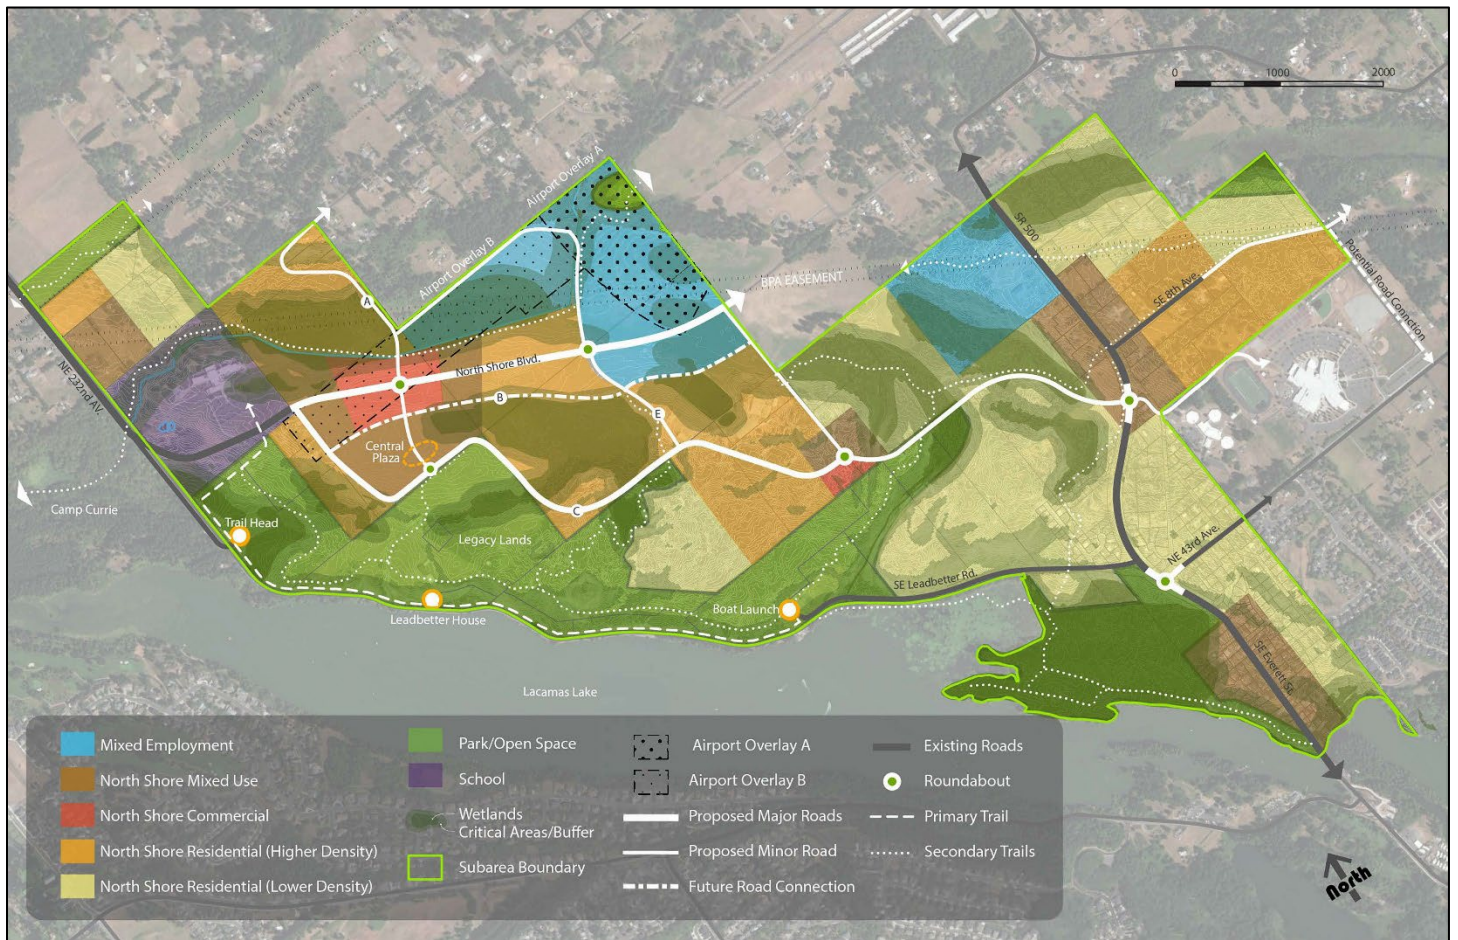 0 1000 2000
Airport Overlay A
Airport Overlay B
SR 500
BPA EASEMENT
SE 8th Ave.
Potential Road Connction
A
North Shore Blvd.
B
E
C
NE 232nd AV.
Central
Plaza
Camp Currie
Trail Head
Legacy Lands
Leadbetter House
Boat Launch
SE Leadbetter Rd.
NE 43rd Ave.
SE Everett Se.
Lacamas Lake
Mixed Employment
North Shore Mixed Use
North Shore Commercial
North Shore Residential (Higher Density)
North Shore Residential (Lower Density)
Park/Open Space
School
Wetlands
Critical Areas/Buffer
Subarea Boundary
Airport Overlay A
Airport Overlay B
Proposed Major Roads
Proposed Minor Road
Future Road Connection
Existing Roads
Roundabout
Primary Trail
Secondary Trails
North